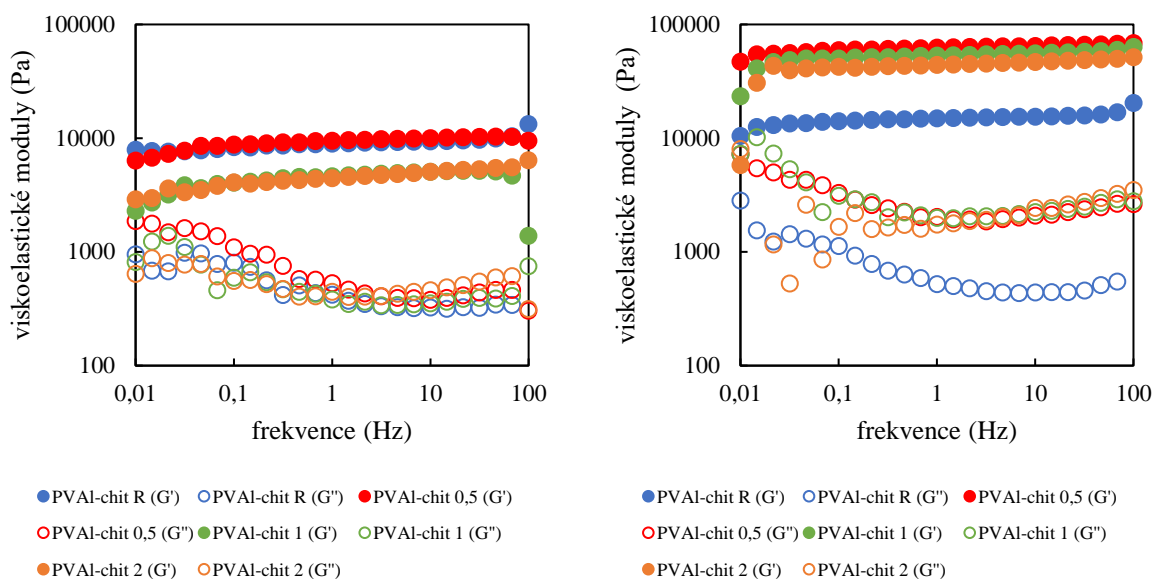 100000
10000
1000
100
viskoelastické moduly (Pa)
0,01 0,1 1 10 100
frekvence (Hz)
PVAl-chit R (G') PVAl-chit R (G'') PVAl-chit 0,5 (G')
PVAl-chit 0,5 (G'') PVAl-chit 1 (G') PVAl-chit 1 (G'')
PVAl-chit 2 (G') PVAl-chit 2 (G'')
100000
10000
1000
100
viskoelastické moduly (Pa)
0,01 0,1 1 10 100
frekvence (Hz)
PVAl-chit R (G') PVAl-chit R (G'') PVAl-chit 0,5 (G')
PVAl-chit 0,5 (G'') PVAl-chit 1 (G') PVAl-chit 1 (G'')
PVAl-chit 2 (G') PVAl-chit 2 (G'')